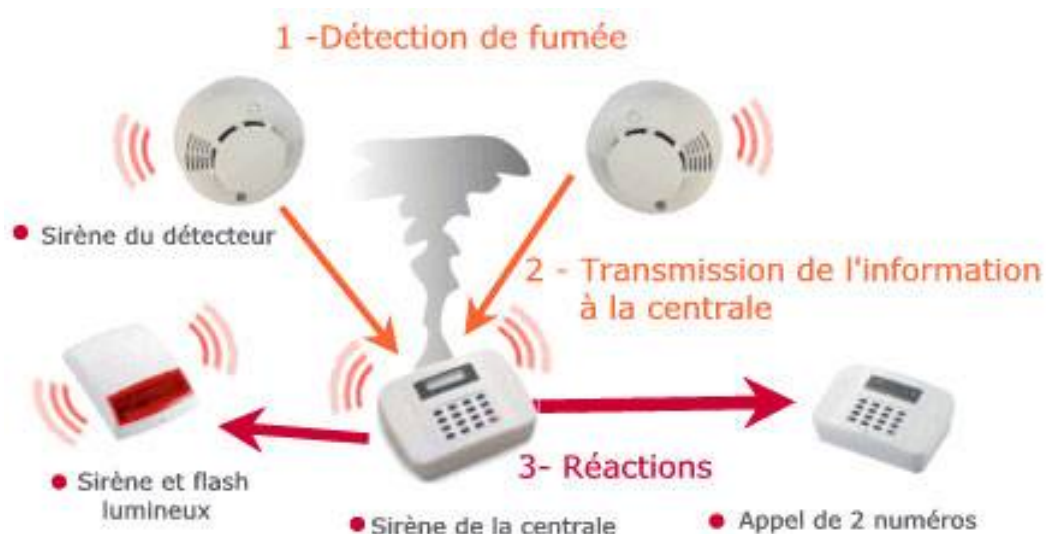 1 -Détection de fumée
● Sirène du détecteur
2 - Transmission de l'information
à la centrale
3- Réactions
● Sirène et flash
lumineux
● Sirène de la centrale
● Appel de 2 numéros